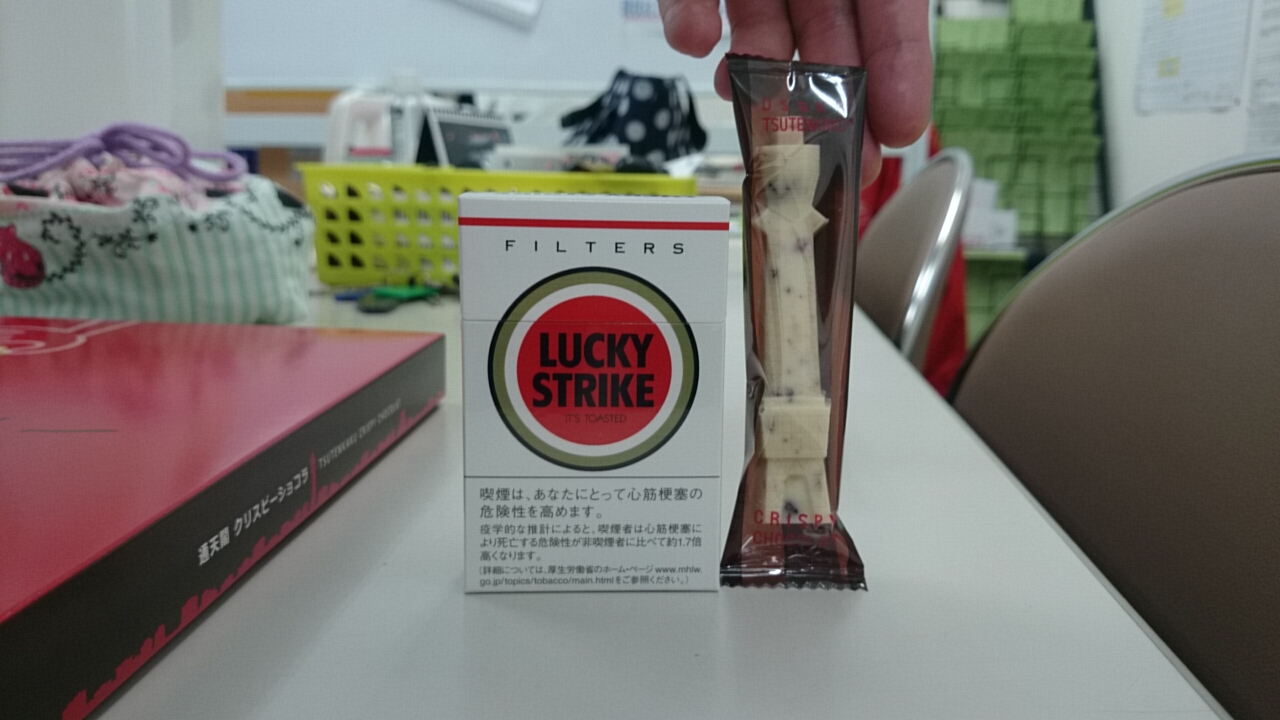 FILTERS
LUCKY
STRIKE
IT'S TOASTED
喫煙は、あなたにとって心筋梗塞の
危険性を高めます。
疫学的な推計によると、喫煙者は心筋梗塞に
より死亡する危険性が非喫煙者に比べて約1.7倍
高くなります。
(詳細については、厚生労働省のホーム・ページ www.mhlw.
go.jp/topics/tobacco/main.htmlをご参照ください。)
通天閣 クリスピーショコラ
TSUTENKAKU CRISPY CHOCOLAT
CRISPY